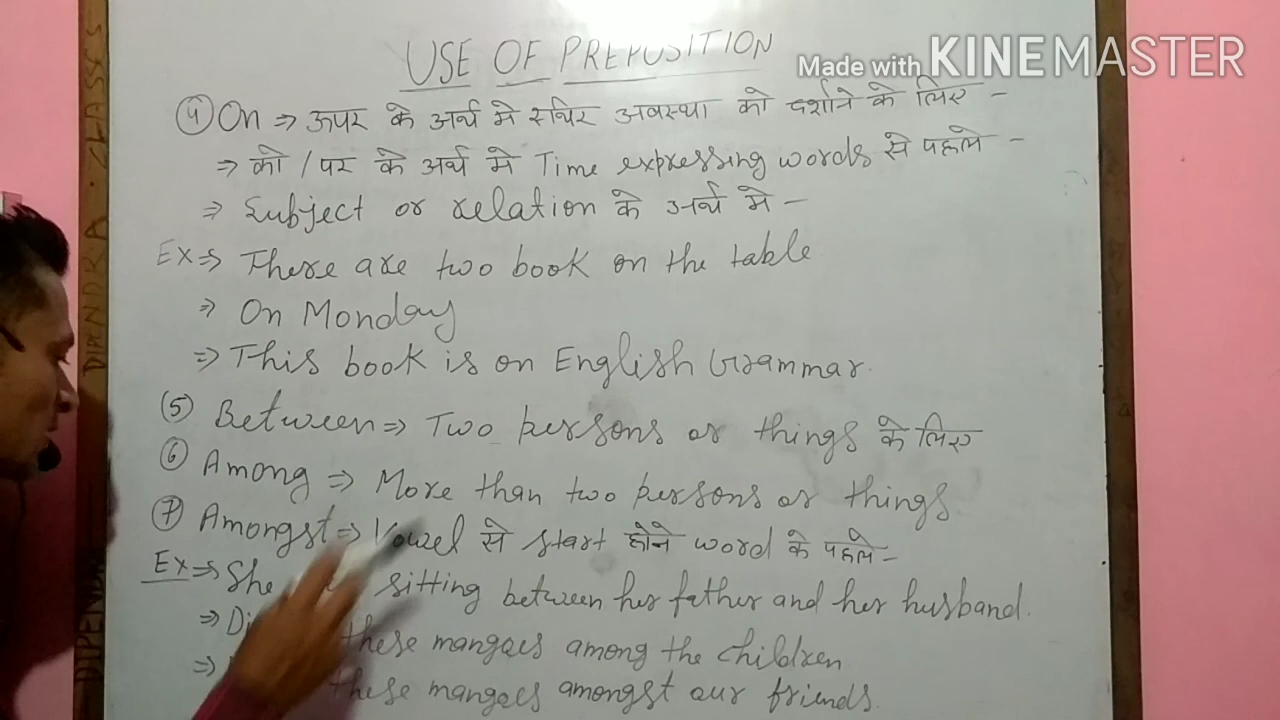 USE OF PREPOSITION
Made with KINEMASTER
④ On ⇒ ऊपर के अर्थ मे स्थिर अवस्था को दर्शाने के लिए -
⇒ को / पर के अर्थ मे Time expressing words से पहले -
⇒ Subject or relation के अर्थ मे -
Ex ⇒ There are two book on the table
⇒ On Monday
⇒ This book is on English Grammar.
(5) Between ⇒ Two persons or things के लिए
⑥ Among ⇒ More than two persons or things
⑦ Amongst ⇒ Vowel से start होने word के पहले -
Ex ⇒ She sitting between her father and her husband.
⇒ these mangoes among the children
⇒ these mangoes amongst our friends.
DIPENDRA . CLASSES
DIPENDRA